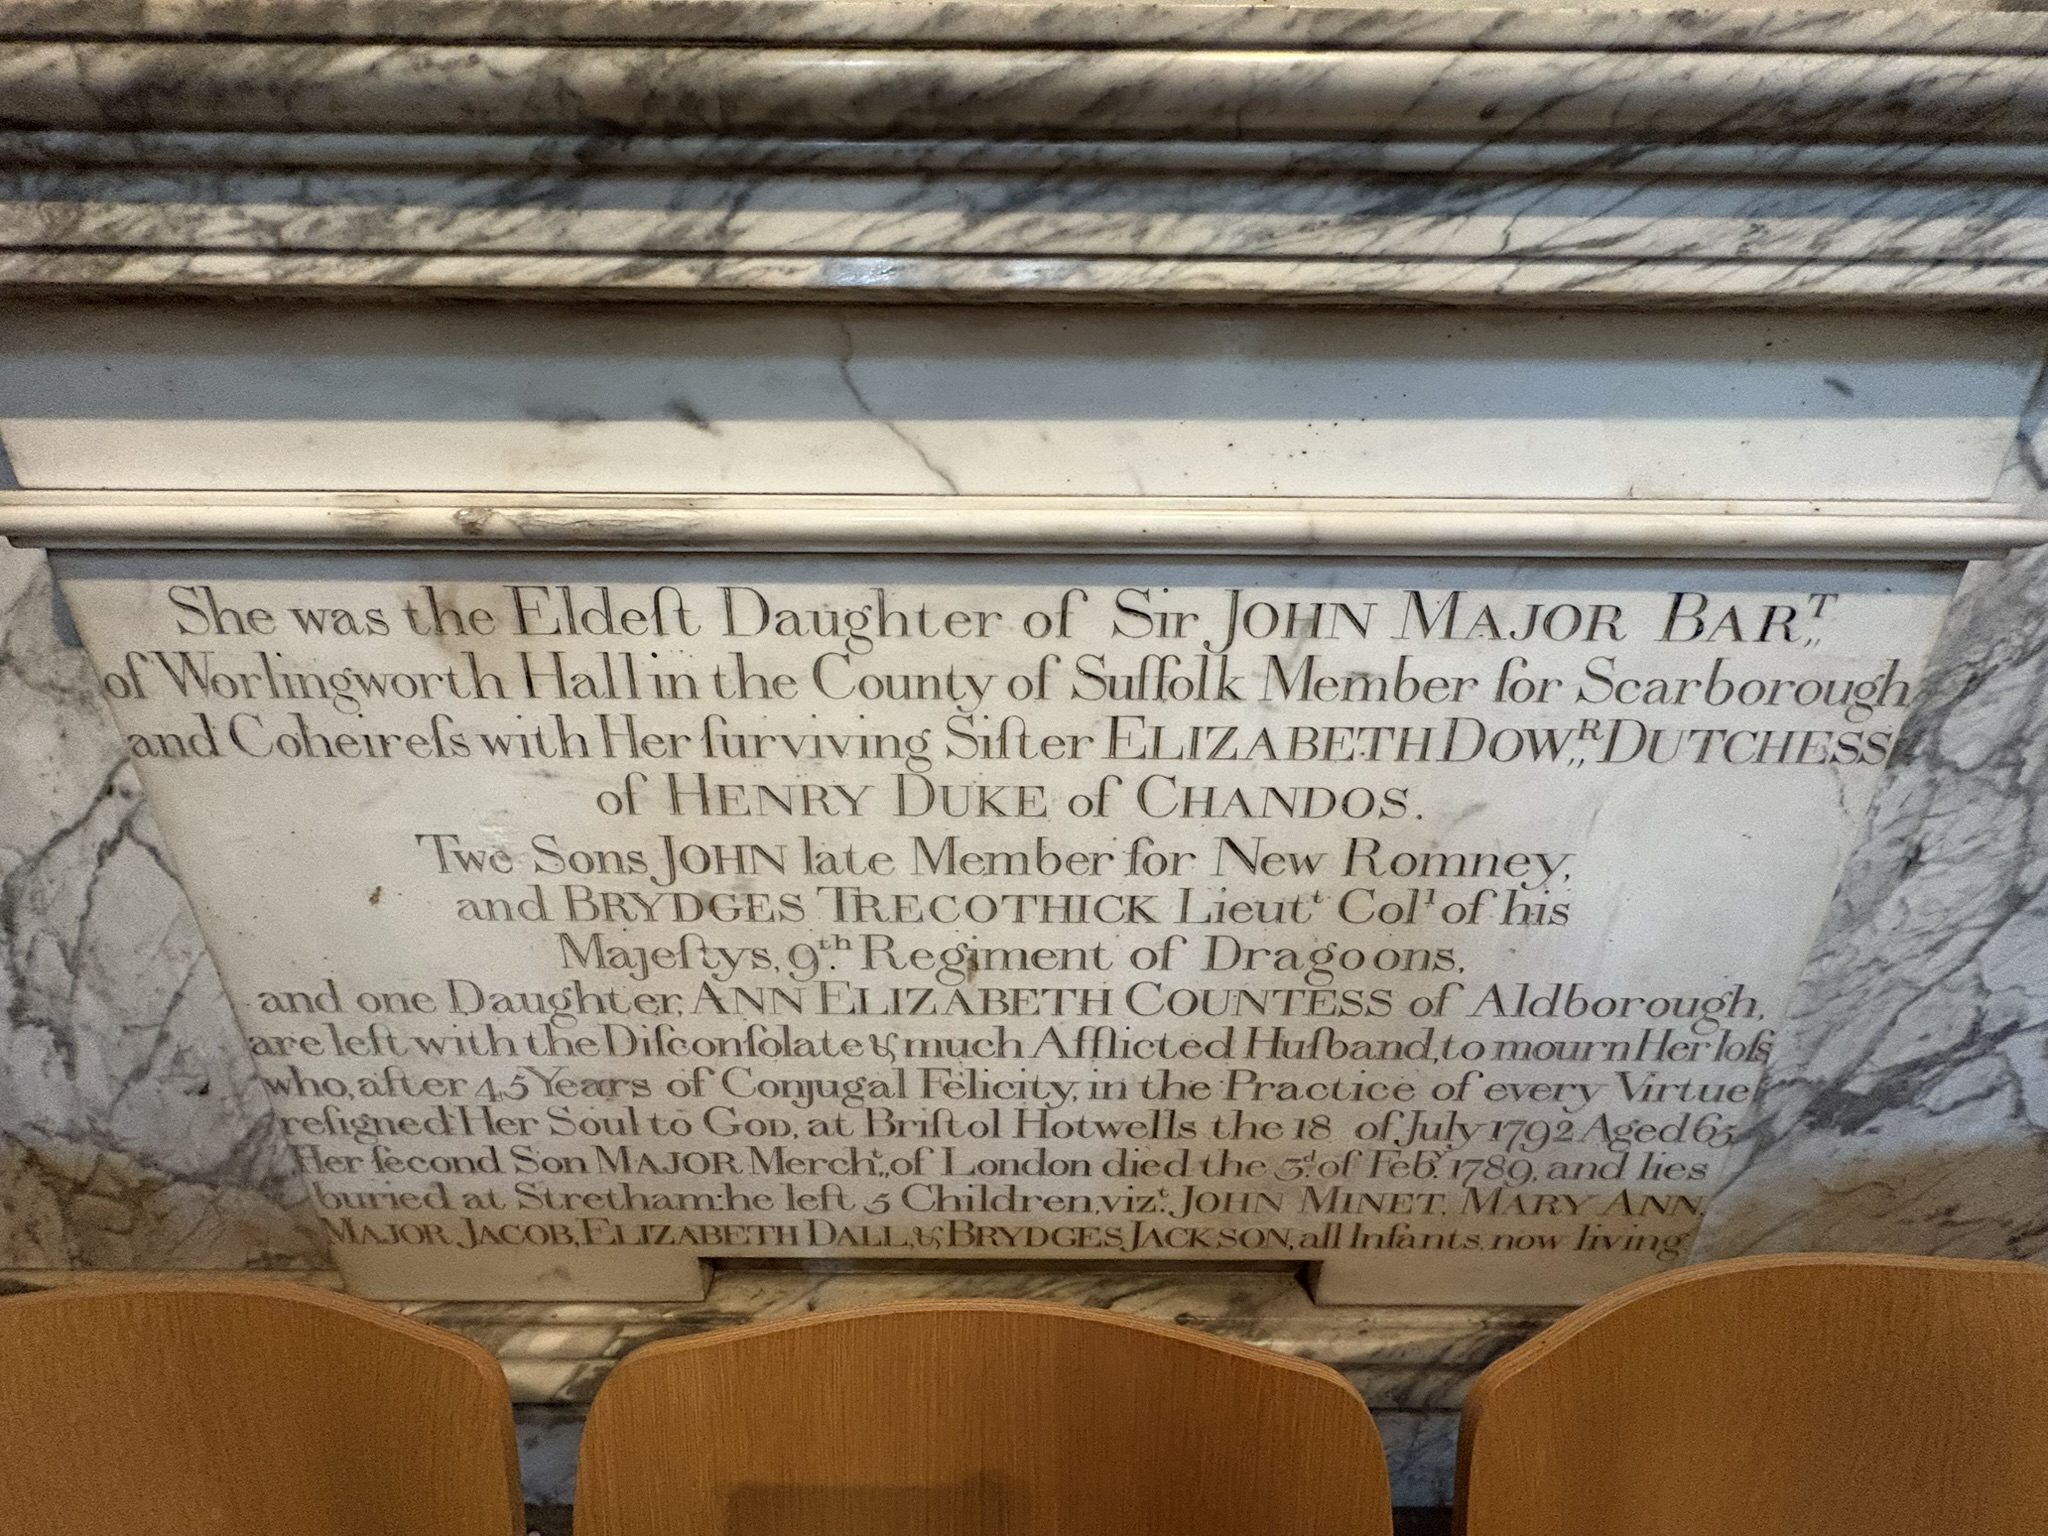 She was the Eldeſt Daughter of Sir JOHN MAJOR BAR,,ᵀ
of Worlingworth Hall in the County of Suffolk Member for Scarborough
and Coheireſs with Her ſurviving Siſter ELIZABETH DOW,,ᴿ DUTCHESS
of HENRY DUKE of CHANDOS.
Two Sons JOHN late Member for New Romney,
and BRYDGES TRECOTHICK Lieutᵗ Colˡ of his
Majeſtys, 9.ᵗʰ Regiment of Dragoons,
and one Daughter, ANN ELIZABETH COUNTESS of Aldborough,
are left with the Diſconſolate & much Afflicted Huſband, to mourn Her loſs
who, after 45 Years of Conjugal Felicity, in the Practice of every Virtue
reſigned Her Soul to GOD, at Briſtol Hotwells the 18 of July 1792 Aged 65
Her ſecond Son MAJOR Merch,,ᵗ, of London died the 3.ᵈ of Feb.ʸ 1789, and lies
buried at Stretham: he left 5 Children, viz.ᵗ JOHN MINET, MARY ANN,
MAJOR JACOB, ELIZABETH DALL, & BRYDGES JACKSON, all Infants now living